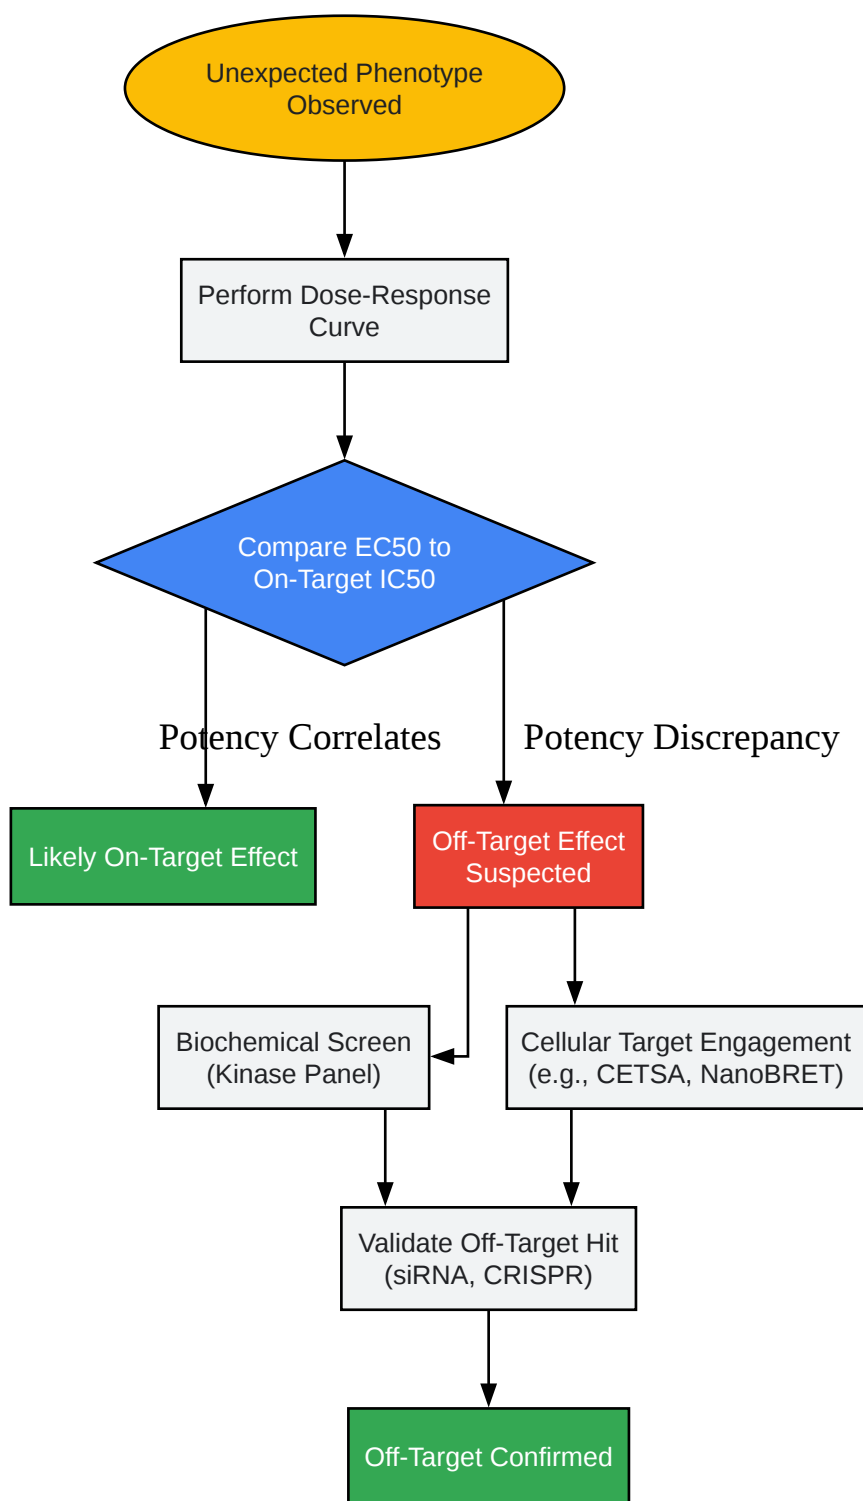 Unexpected Phenotype
Observed
Perform Dose-Response
Curve
Compare EC50 to
On-Target IC50
Potency Correlates
Potency Discrepancy
Likely On-Target Effect
Off-Target Effect
Suspected
Biochemical Screen
(Kinase Panel)
Cellular Target Engagement
(e.g., CETSA, NanoBRET)
Validate Off-Target Hit
(siRNA, CRISPR)
Off-Target Confirmed